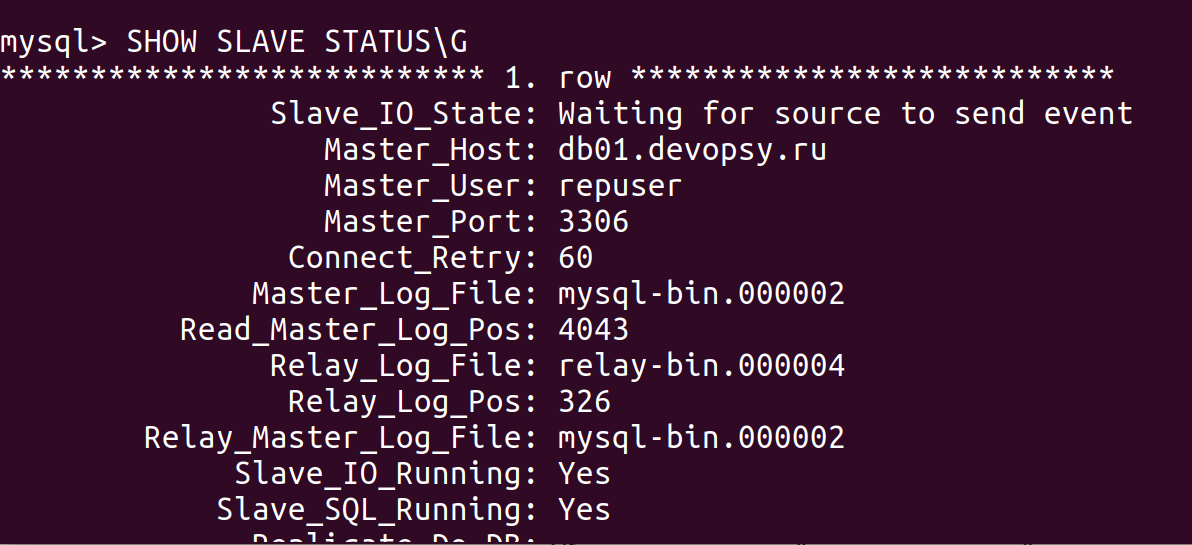 mysql> SHOW SLAVE STATUS\G
*************************** 1. row ***************************
Slave_IO_State: Waiting for source to send event
Master_Host: db01.devopsy.ru
Master_User: repuser
Master_Port: 3306
Connect_Retry: 60
Master_Log_File: mysql-bin.000002
Read_Master_Log_Pos: 4043
Relay_Log_File: relay-bin.000004
Relay_Log_Pos: 326
Relay_Master_Log_File: mysql-bin.000002
Slave_IO_Running: Yes
Slave_SQL_Running: Yes
Replicate_Do_DB: